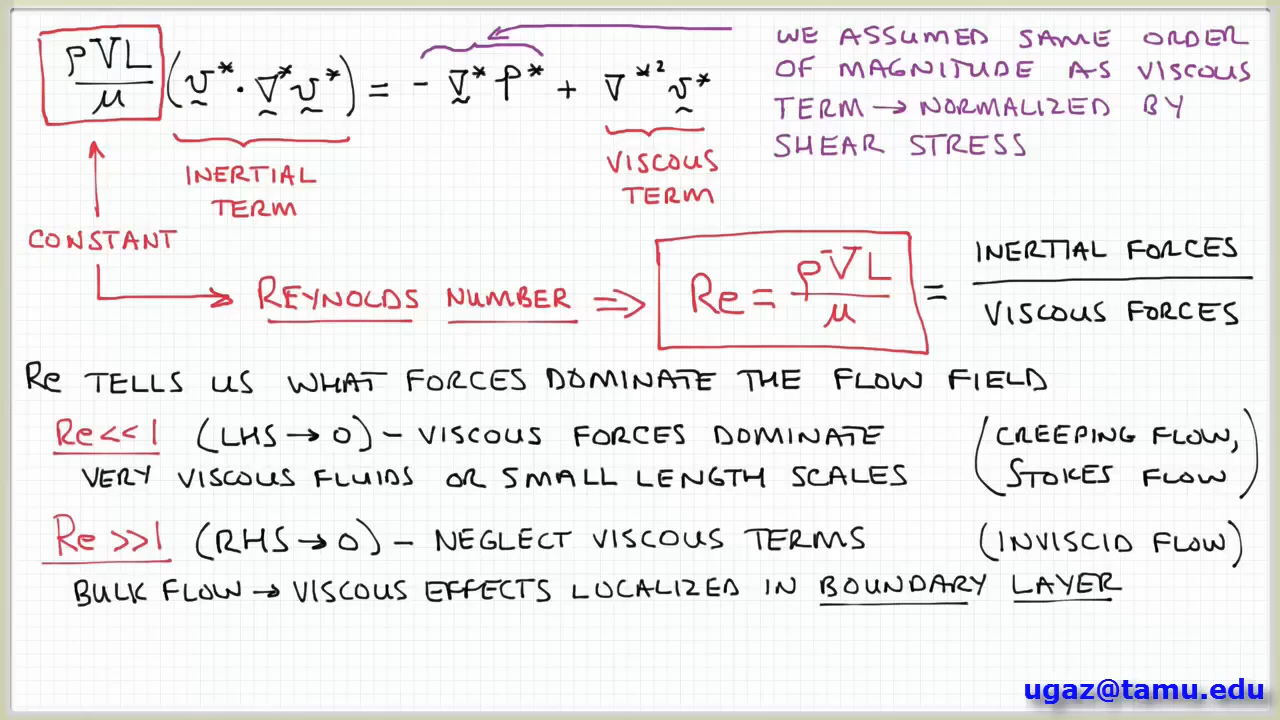 ρVL/μ (v* · ∇*v*) = - ∇*P* + ∇*²v*
WE ASSUMED SAME ORDER
OF MAGNITUDE AS VISCOUS
TERM → NORMALIZED BY
SHEAR STRESS
INERTIAL
TERM
VISCOUS
TERM
CONSTANT
REYNOLDS NUMBER ⇒ Re = ρVL/μ = INERTIAL FORCES / VISCOUS FORCES
Re TELLS US WHAT FORCES DOMINATE THE FLOW FIELD
Re<<1 (LHS → 0) - VISCOUS FORCES DOMINATE (CREEPING FLOW,
VERY VISCOUS FLUIDS OR SMALL LENGTH SCALES STOKES FLOW)
Re >>1 (RHS → 0) - NEGLECT VISCOUS TERMS (INVISCID FLOW)
BULK FLOW → VISCOUS EFFECTS LOCALIZED IN BOUNDARY LAYER
ugaz@tamu.edu